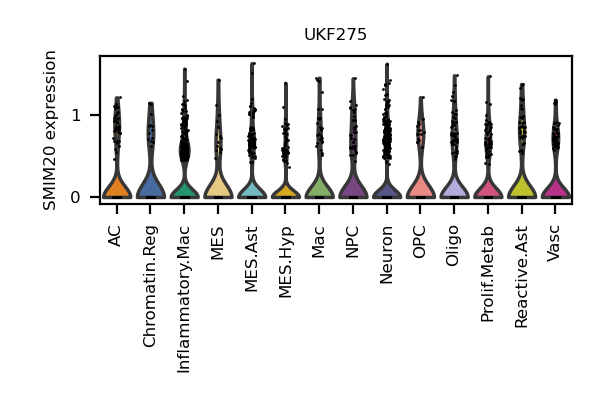 UKF275
SMIM20 expression
1
0
AC
Chromatin.Reg
Inflammatory.Mac
MES
MES.Ast
MES.Hyp
Mac
NPC
Neuron
OPC
Oligo
Prolif.Metab
Reactive.Ast
Vasc